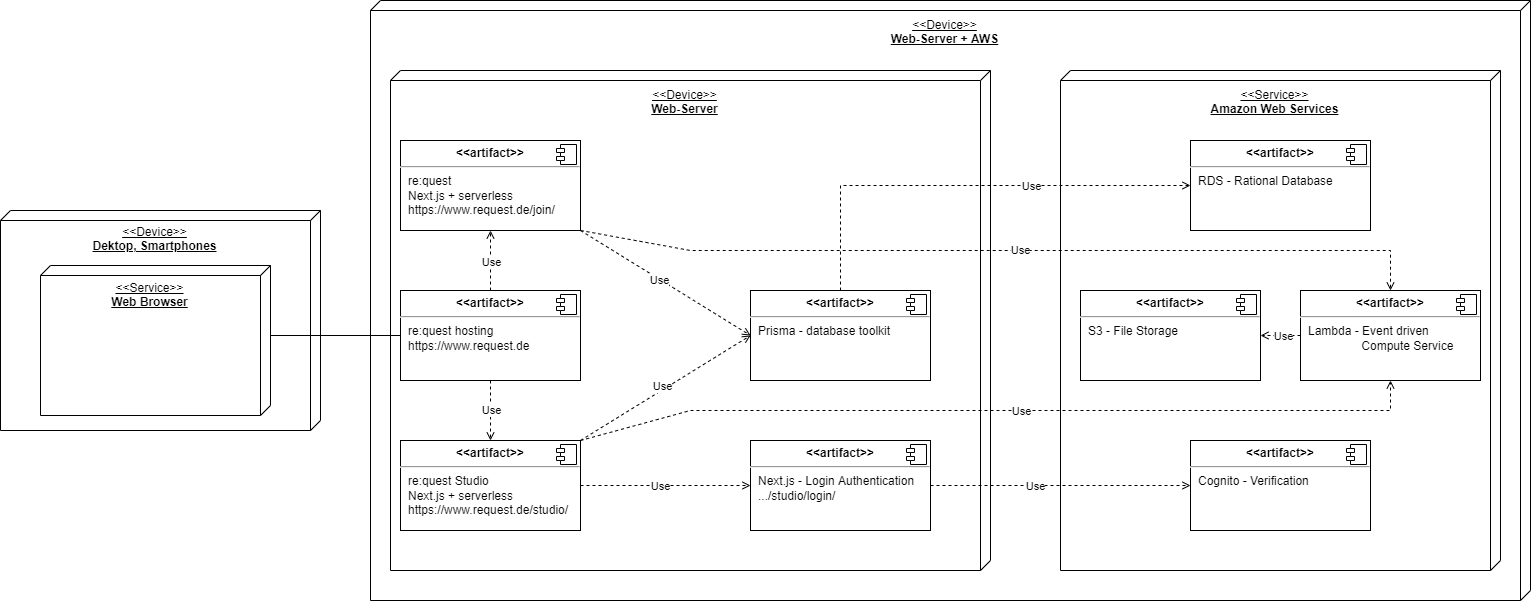 <<Device>>
Web-Server + AWS
<<Device>>
Web-Server
<<Service>>
Amazon Web Services
<<artifact>>
re:quest
Next.js + serverless
https://www.request.de/join/
<<artifact>>
RDS - Rational Database
Use
<<Device>>
Dektop, Smartphones
<<Service>>
Web Browser
Use
Use
Use
<<artifact>>
re:quest hosting
https://www.request.de
<<artifact>>
Prisma - database toolkit
<<artifact>>
S3 - File Storage
Use
<<artifact>>
Lambda - Event driven
Compute Service
Use
Use
Use
<<artifact>>
re:quest Studio
Next.js + serverless
https://www.request.de/studio/
Use
<<artifact>>
Next.js - Login Authentication
.../studio/login/
Use
<<artifact>>
Cognito - Verification